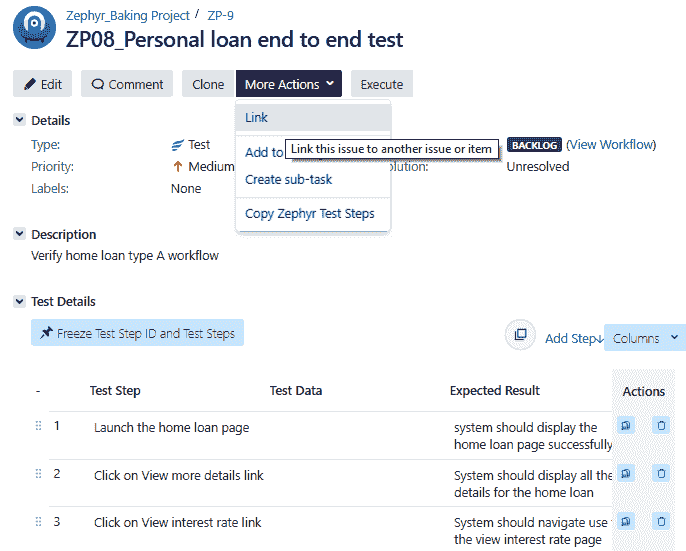 Zephyr_Baking Project / ZP-9
ZP08_Personal loan end to end test
Edit Comment Clone More Actions Execute
Link
Link this issue to another issue or item
Add to
Create sub-task
Copy Zephyr Test Steps
Details
Type: Test BACKLOG (View Workflow)
Priority: Medium olution: Unresolved
Labels: None
Description
Verify home loan type A workflow
Test Details
Freeze Test Step ID and Test Steps
Add Step↓ Columns
- Test Step Test Data Expected Result Actions
1 Launch the home loan page system should display the
home loan page successfully
2 Click on View more details link System should display all the
details for the home loan
3 Click on View interest rate link System should navigate use
the view interest rate page